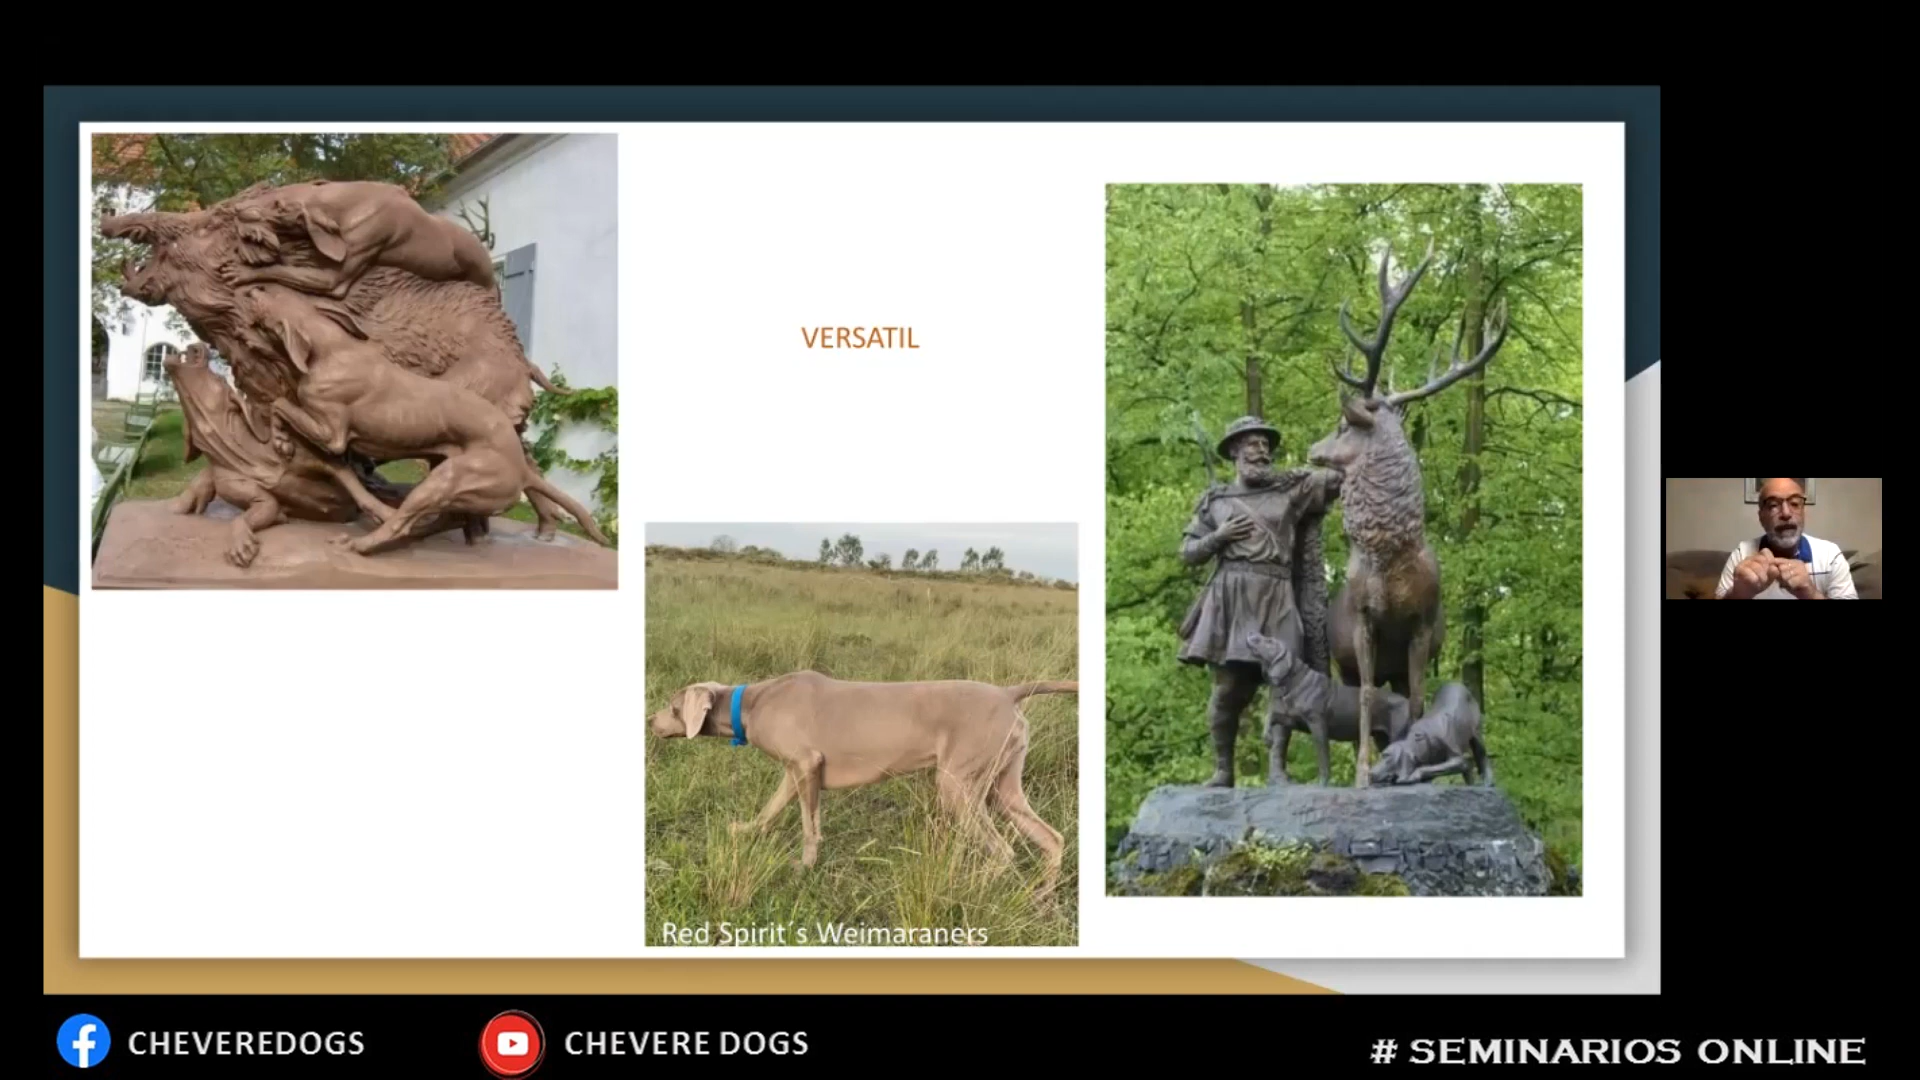 VERSATIL
Red Spirit´s Weimaraners
CHEVEREDOGS
CHEVERE DOGS
# SEMINARIOS ONLINE